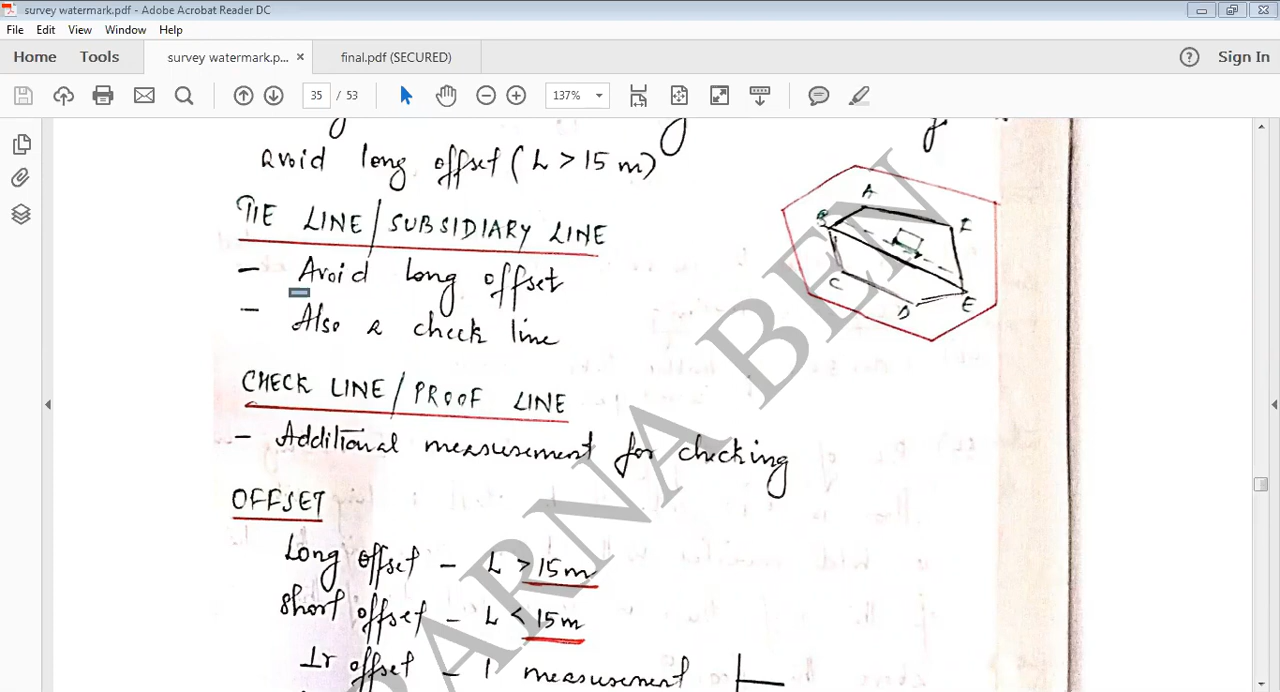 survey watermark.pdf - Adobe Acrobat Reader DC
File Edit View Window Help
Home Tools survey watermark.p... × final.pdf (SECURED) Sign In
35 / 53 137%
avoid long offset (L > 15 m)
TIE LINE/SUBSIDIARY LINE
- Avoid long offset
- Also a check line
A
B
F
C
D
E
CHECK LINE/PROOF LINE
- Additional measurement for checking
OFFSET
Long offset - L > 15m
Short offset - L < 15m
⊥r offset - 1 measurement
ARNA BEN